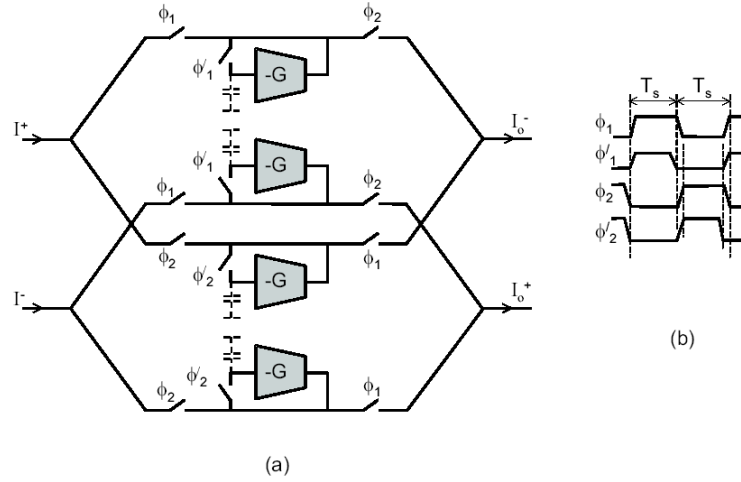 ϕ1 ϕ2
ϕ′1 -G
I+ Io-
ϕ′1 -G
ϕ1 ϕ2
ϕ2 ϕ1
ϕ′2 -G
I- Io+
ϕ′2 -G
ϕ2 ϕ1
(a)
Ts Ts
ϕ1
ϕ′1
ϕ2
ϕ′2
(b)